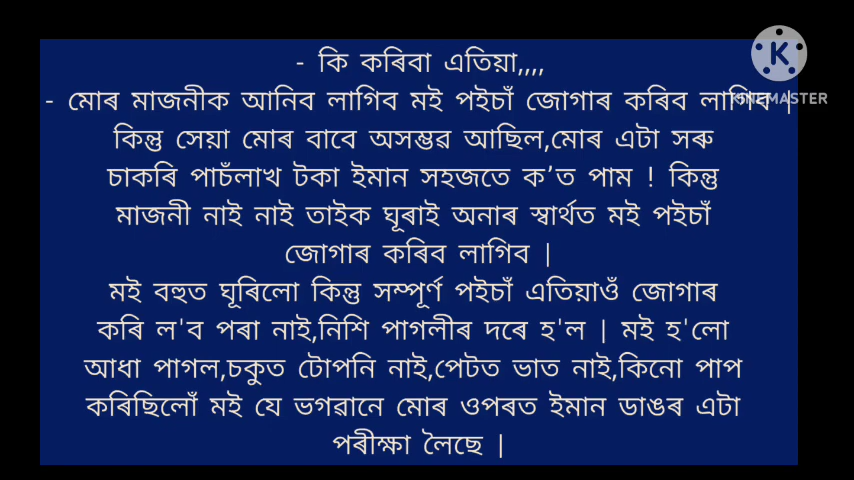 - কি কৰিবা এতিয়া,,,,
- মোৰ মাজনীক আনিব লাগিব মই পইচাঁ জোগাৰ কৰিব লাগিব |
কিন্তু সেয়া মোৰ বাবে অসম্ভৱ আছিল,মোৰ এটা সৰু
চাকৰি পাচঁলাখ টকা ইমান সহজতে ক'ত পাম ! কিন্তু
মাজনী নাই নাই তাইক ঘূৰাই অনাৰ স্বাৰ্থত মই পইচাঁ
জোগাৰ কৰিব লাগিব |
মই বহুত ঘূৰিলো কিন্তু সম্পূৰ্ণ পইচাঁ এতিয়াওঁ জোগাৰ
কৰি ল'ব পৰা নাই,নিশি পাগলীৰ দৰে হ'ল | মই হ'লো
আধা পাগল,চকুত টোপনি নাই,পেটত ভাত নাই,কিনো পাপ
কৰিছিলোঁ মই যে ভগৱানে মোৰ ওপৰত ইমান ডাঙৰ এটা
পৰীক্ষা লৈছে |
K
KINEMASTER